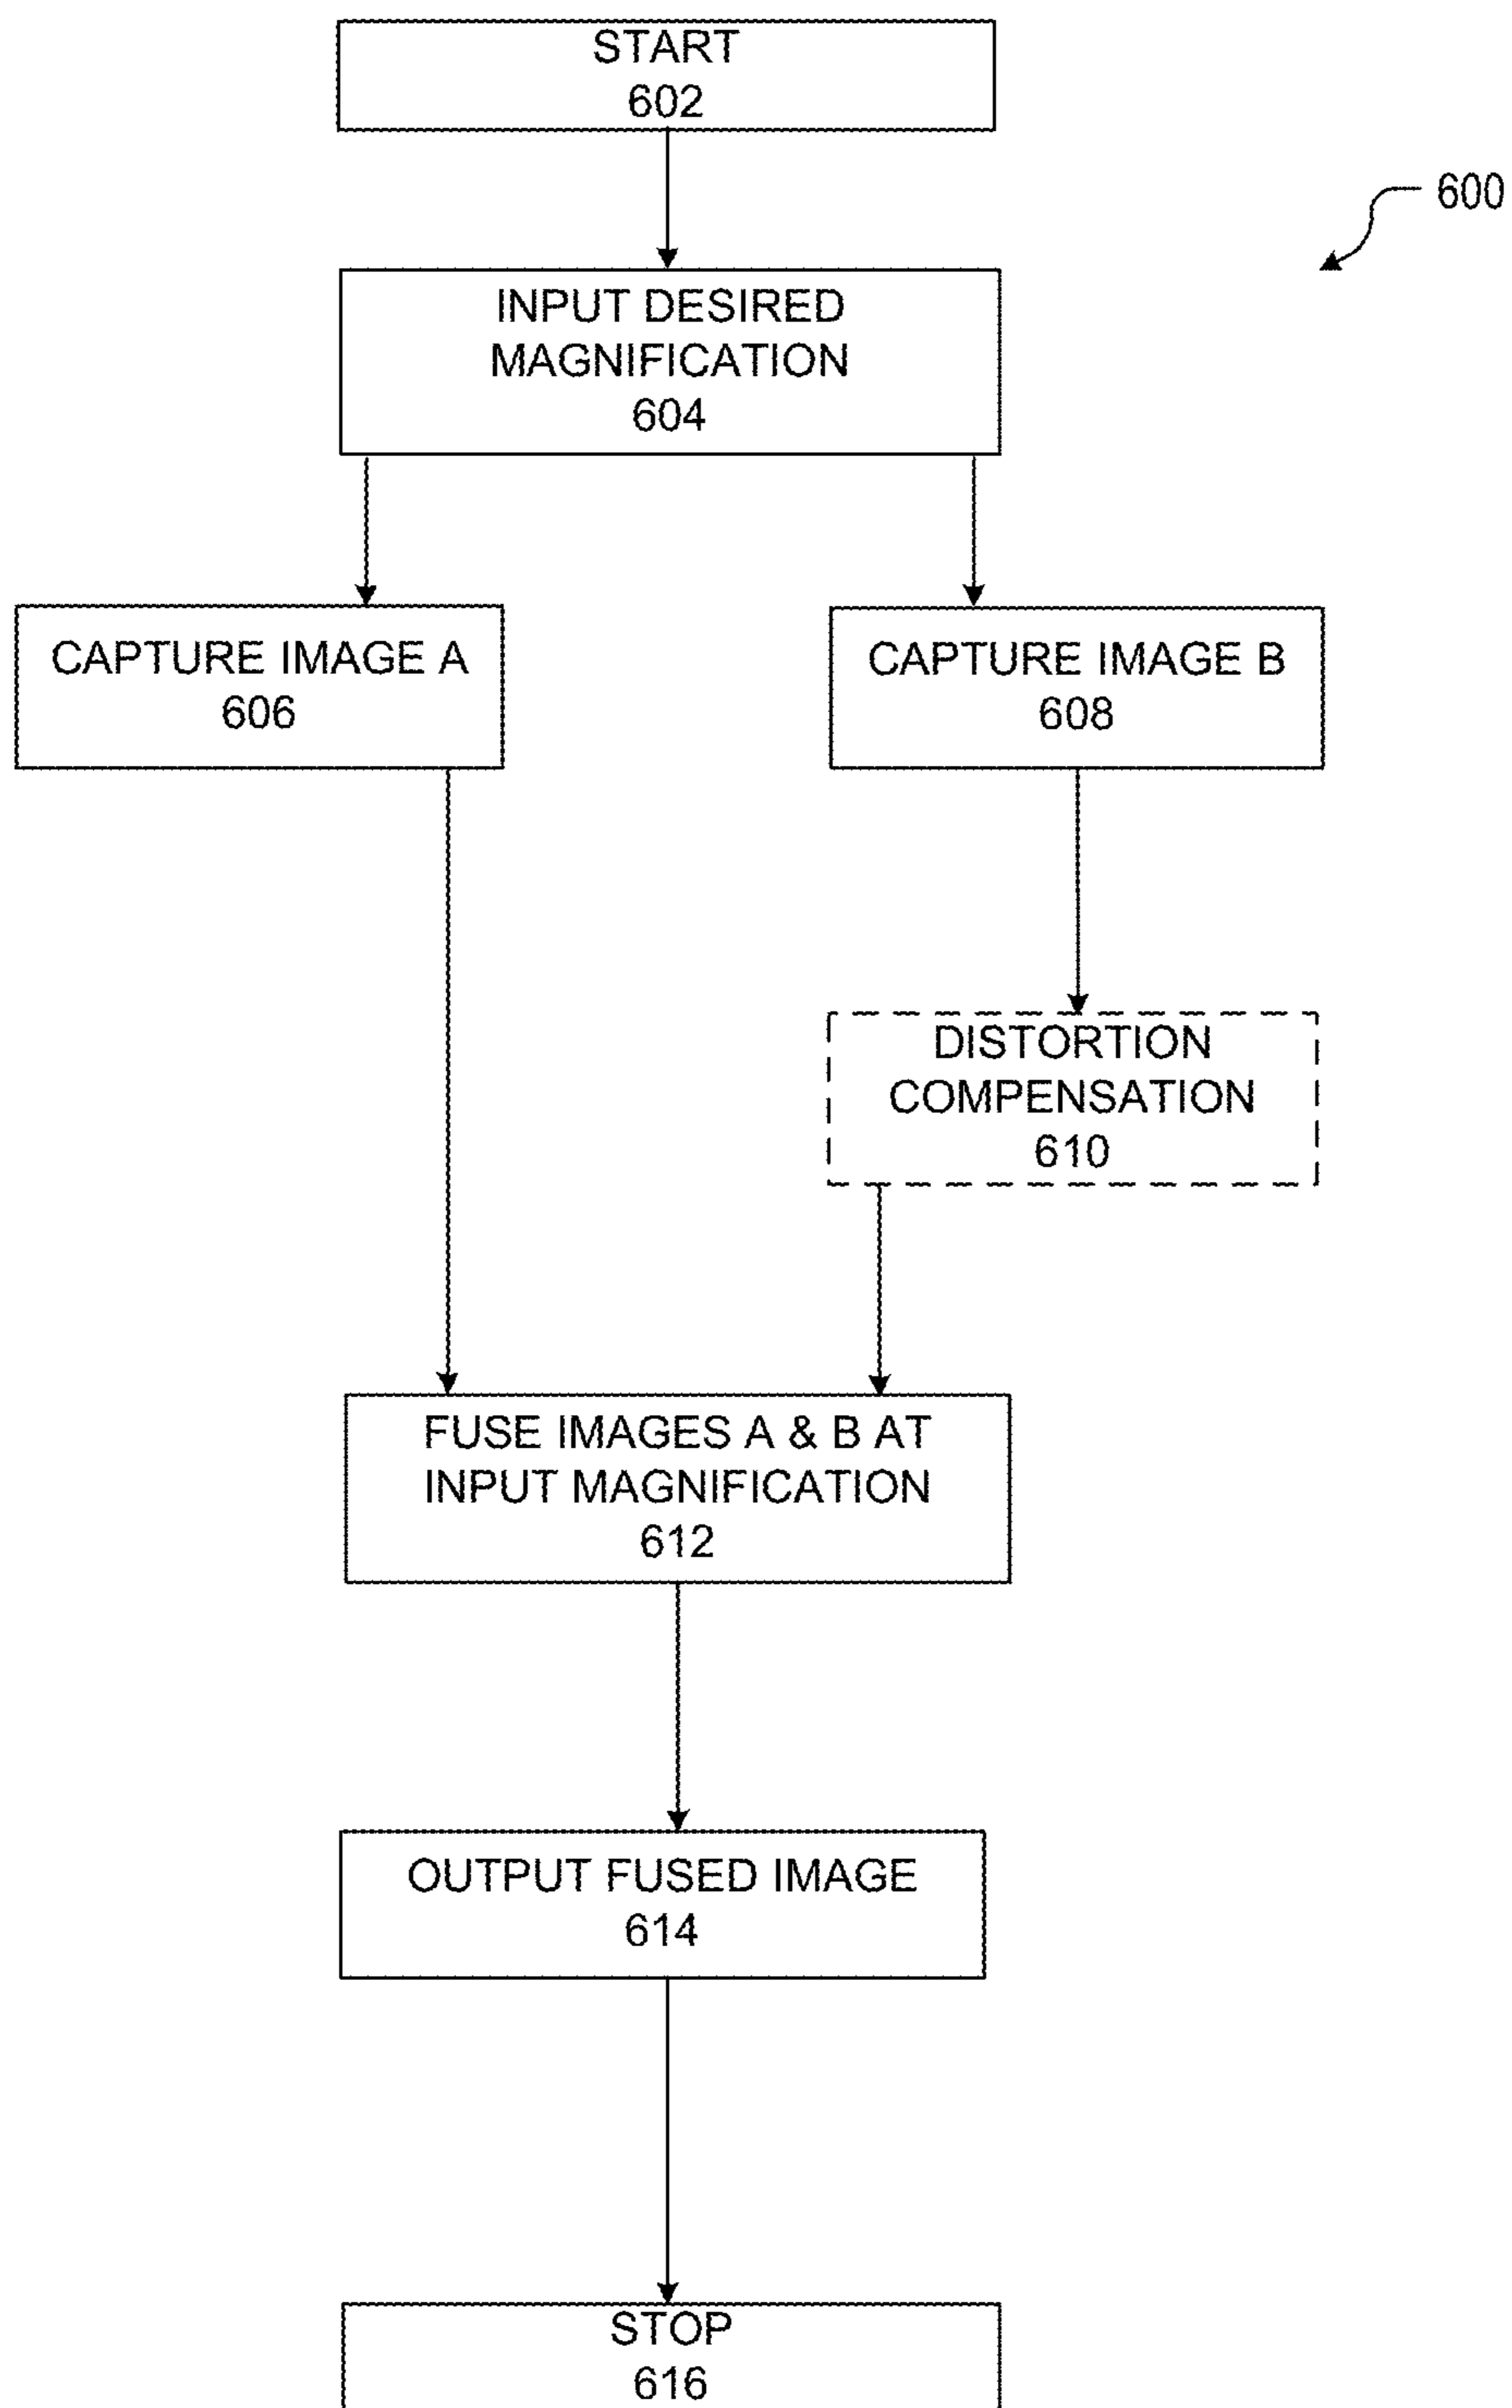 START
602
600
INPUT DESIRED
MAGNIFICATION
604
CAPTURE IMAGE A
606
CAPTURE IMAGE B
608
DISTORTION
COMPENSATION
610
FUSE IMAGES A & B AT
INPUT MAGNIFICATION
612
OUTPUT FUSED IMAGE
614
STOP
616